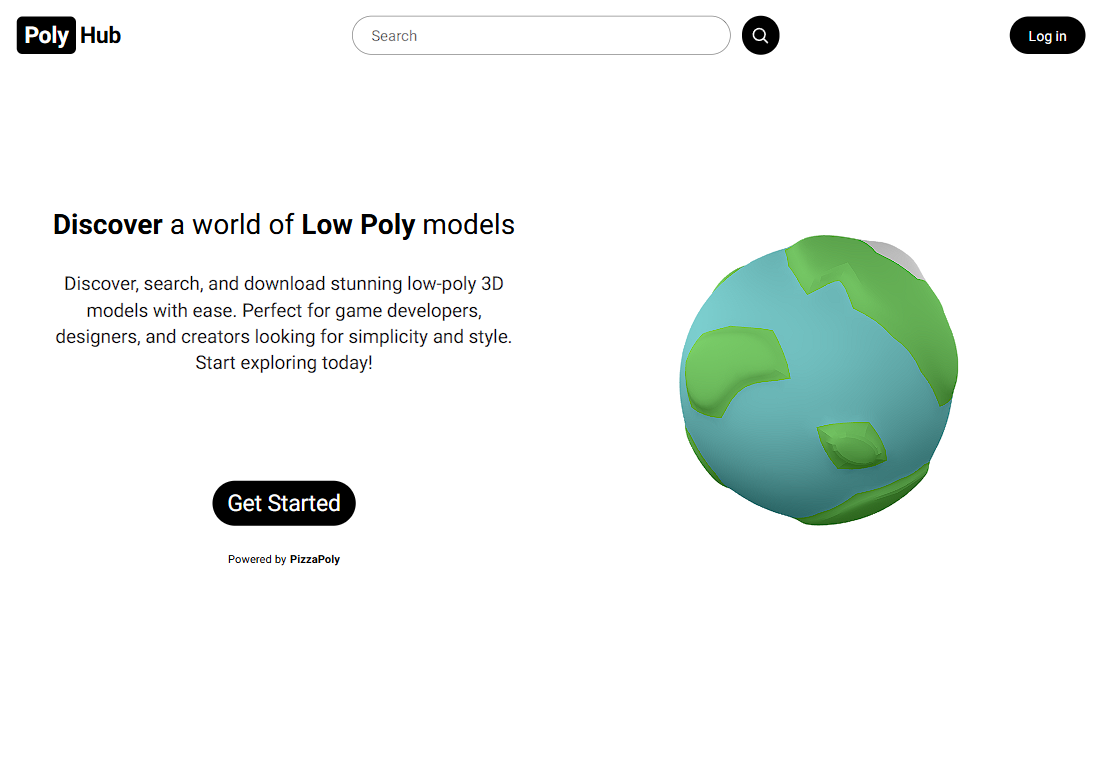 Poly Hub
Search
Log in
Discover a world of Low Poly models
Discover, search, and download stunning low-poly 3D
models with ease. Perfect for game developers,
designers, and creators looking for simplicity and style.
Start exploring today!
Get Started
Powered by PizzaPoly